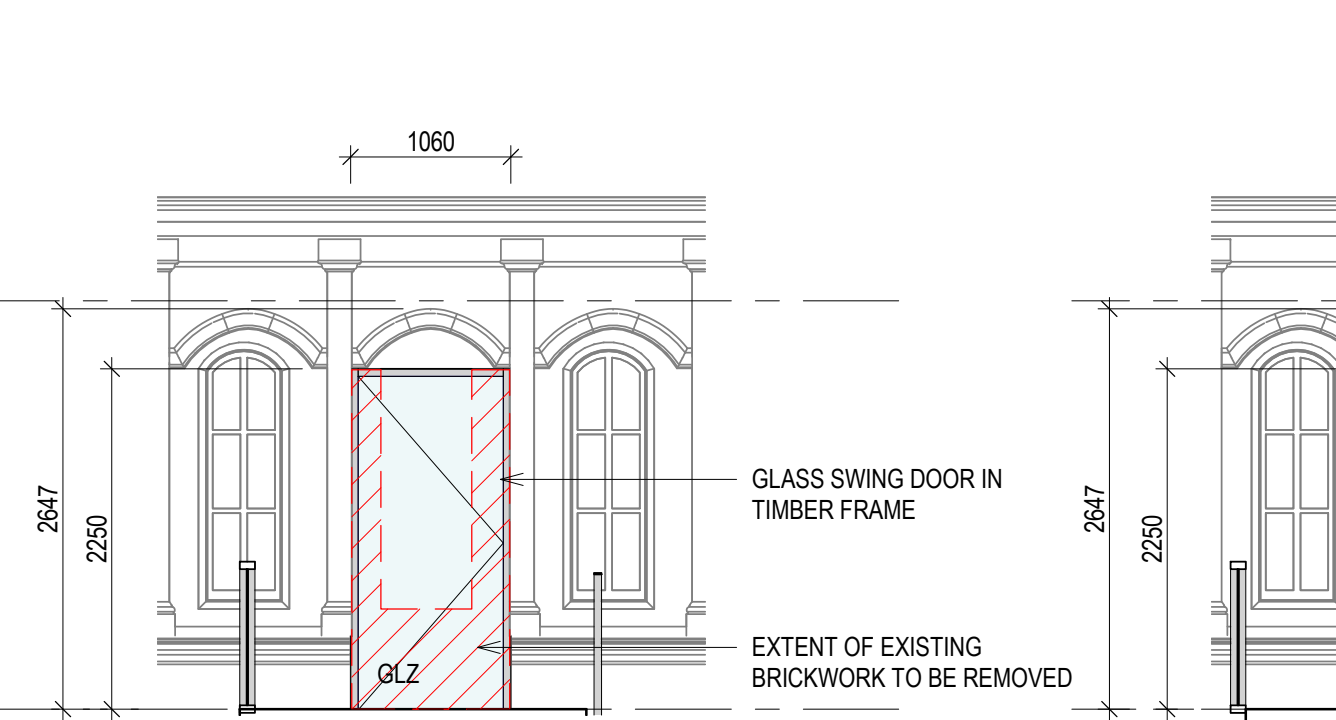 1060
GLASS SWING DOOR IN
TIMBER FRAME
2647
2250
2647
2250
EXTENT OF EXISTING
BRICKWORK TO BE REMOVED
GLZ